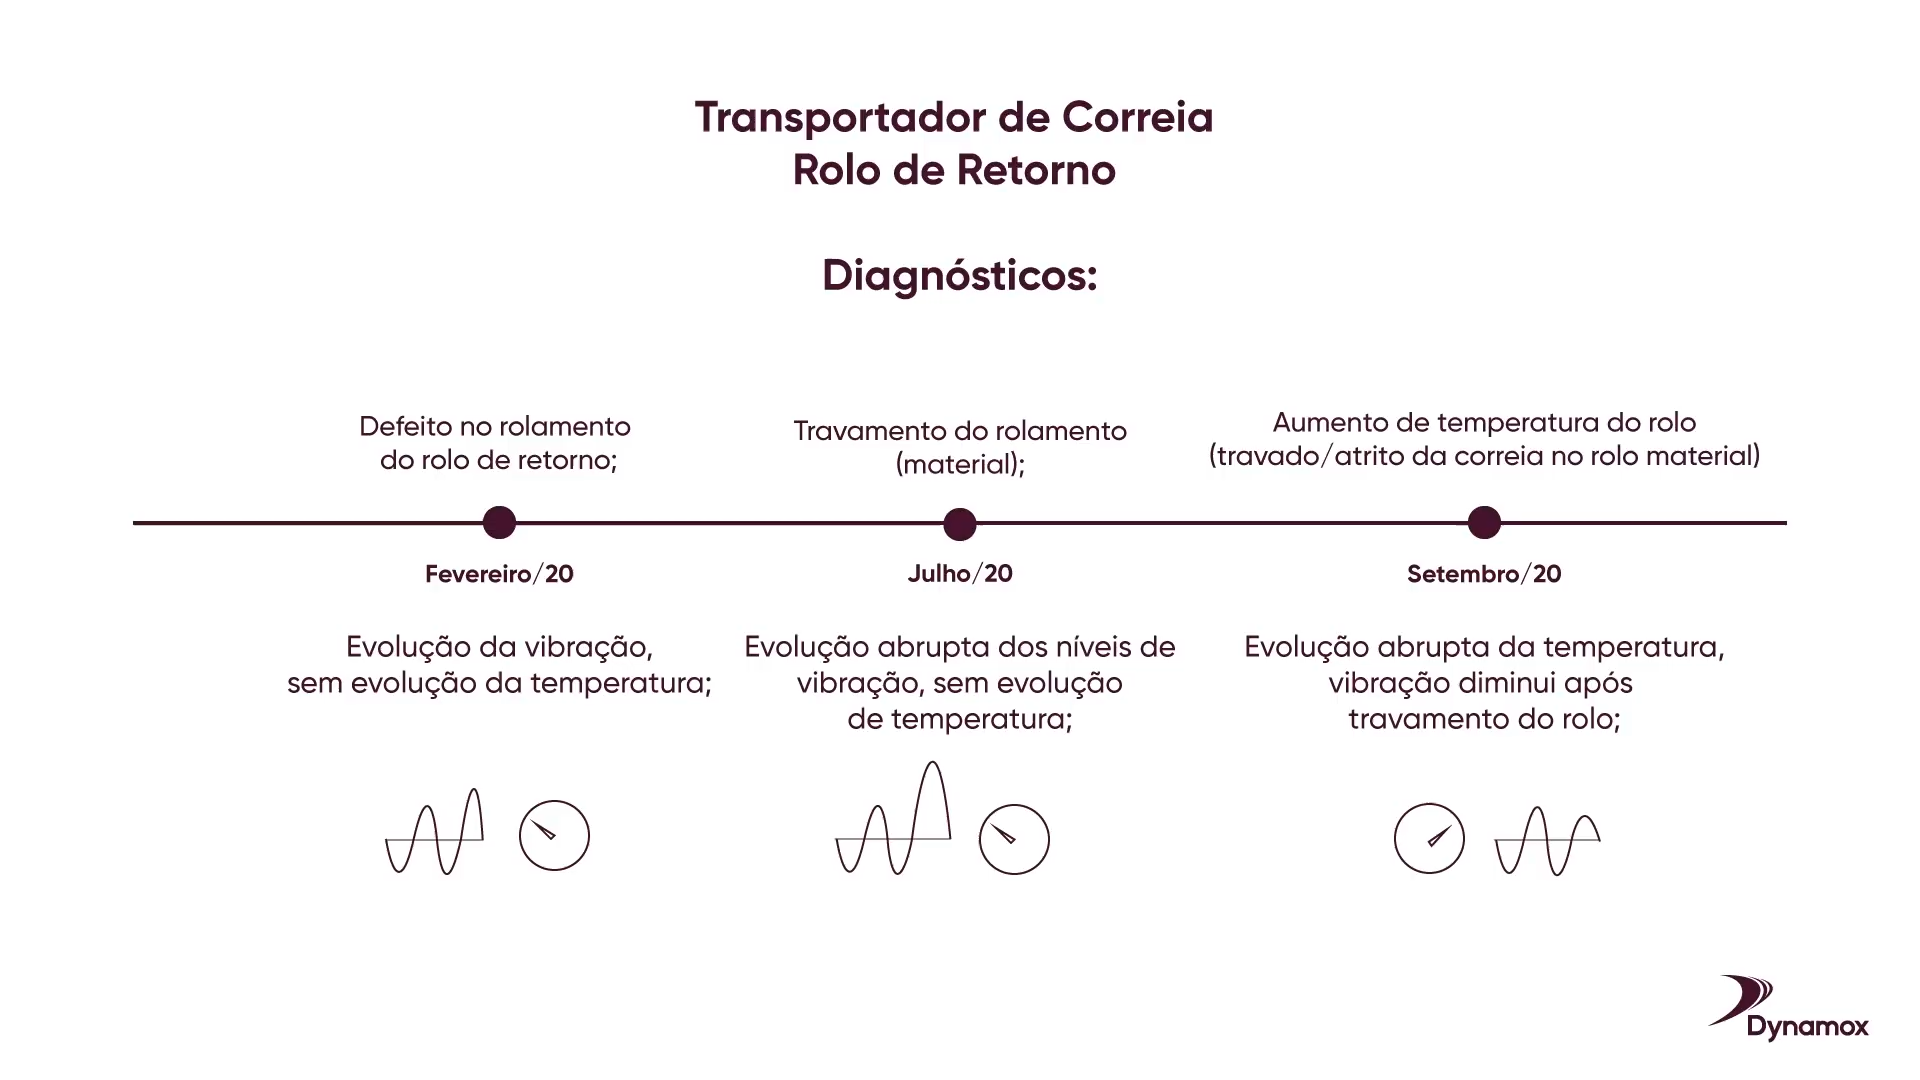 Transportador de Correia
Rolo de Retorno
Diagnósticos:
Defeito no rolamento
do rolo de retorno;
Travamento do rolamento
(material);
Aumento de temperatura do rolo
(travado/atrito da correia no rolo material)
Fevereiro/20
Julho/20
Setembro/20
Evolução da vibração,
sem evolução da temperatura;
Evolução abrupta dos níveis de
vibração, sem evolução
de temperatura;
Evolução abrupta da temperatura,
vibração diminui após
travamento do rolo;
Dynamox